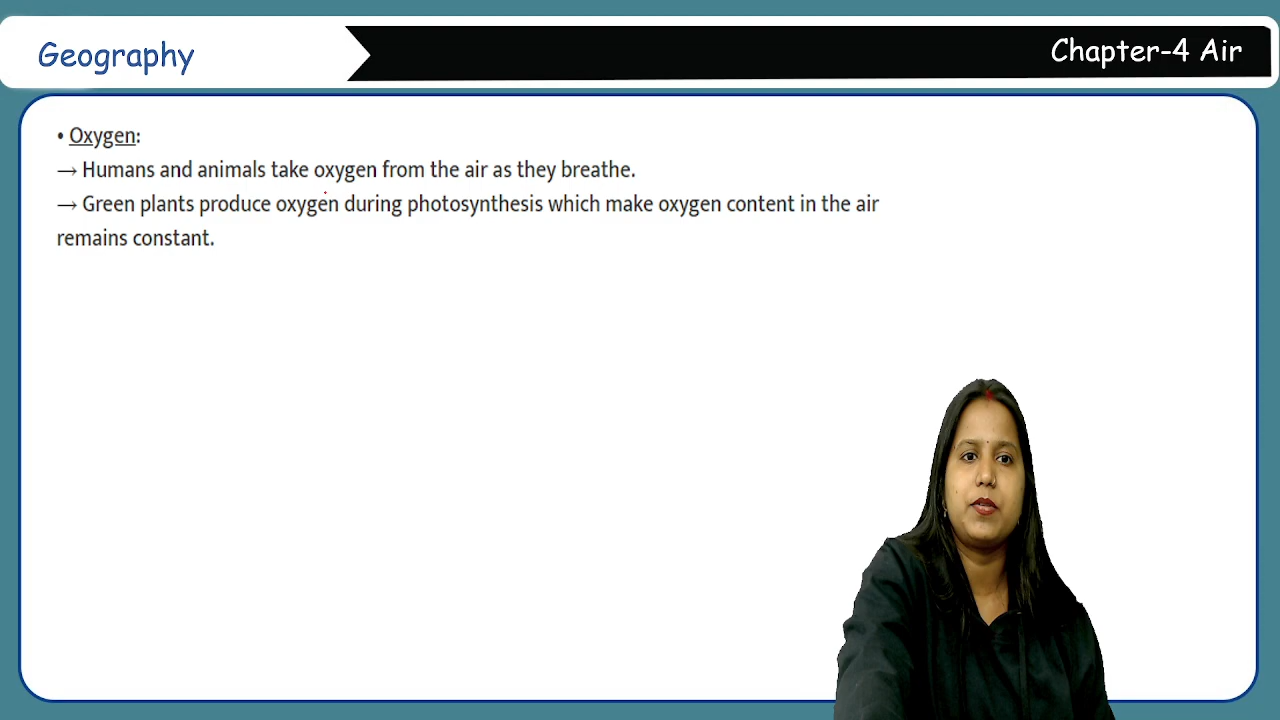 Geography
Chapter-4 Air
• Oxygen:
→ Humans and animals take oxygen from the air as they breathe.
→ Green plants produce oxygen during photosynthesis which make oxygen content in the air
remains constant.